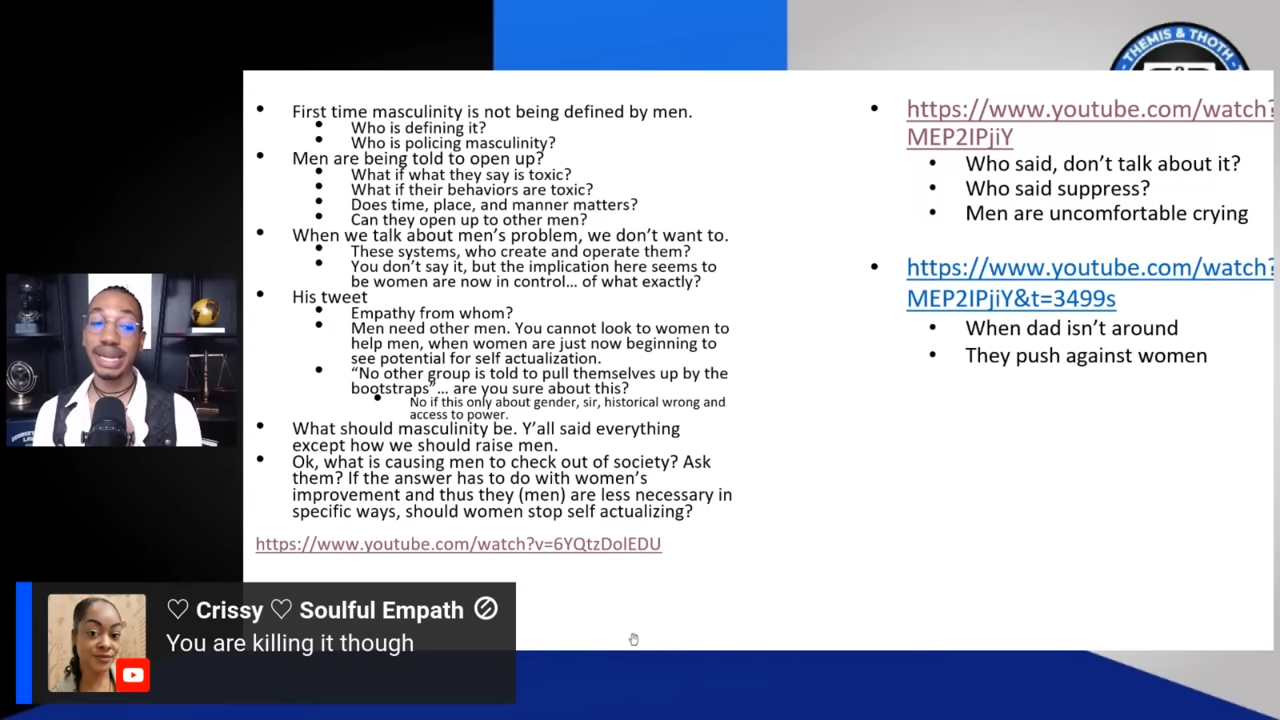 THEMIS & THOTH
First time masculinity is not being defined by men.
Who is defining it?
Who is policing masculinity?
Men are being told to open up?
What if what they say is toxic?
What if their behaviors are toxic?
Does time, place, and manner matters?
Can they open up to other men?
When we talk about men's problem, we don't want to.
These systems, who create and operate them?
You don't say it, but the implication here seems to
be women are now in control… of what exactly?
His tweet
Empathy from whom?
Men need other men. You cannot look to women to
help men, when women are just now beginning to
see potential for self actualization.
“No other group is told to pull themselves up by the
bootstraps”… are you sure about this?
No if this only about gender, sir, historical wrong and
access to power.
What should masculinity be. Y'all said everything
except how we should raise men.
Ok, what is causing men to check out of society? Ask
them? If the answer has to do with women's
improvement and thus they (men) are less necessary in
specific ways, should women stop self actualizing?
https://www.youtube.com/watch?v=6YQtzDolEDU
https://www.youtube.com/watch?
MEP2IPjiY
Who said, don't talk about it?
Who said suppress?
Men are uncomfortable crying
https://www.youtube.com/watch?
MEP2IPjiY&t=3499s
When dad isn't around
They push against women
♡ Crissy ♡ Soulful Empath
You are killing it though